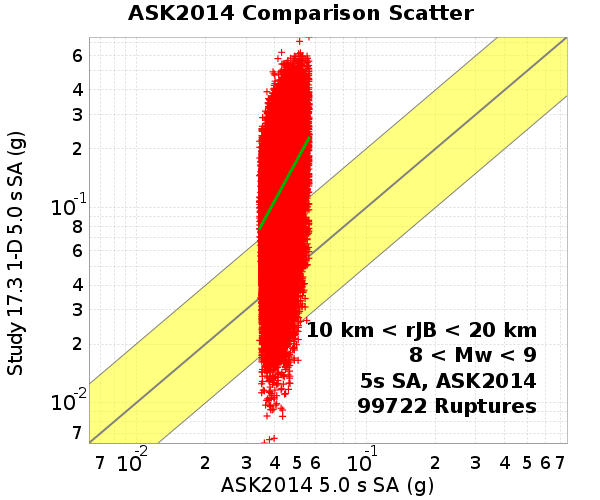 ASK2014 Comparison Scatter
Study 17.3 1-D 5.0 s SA (g)
6
4
3
2
10-1
8
6
4
3
2
10-2
7
10 km < rJB < 20 km
8 < Mw < 9
5s SA, ASK2014
99722 Ruptures
7 10-2 2 3 4 5 6 10-1 2 3 4 5 6 7
ASK2014 5.0 s SA (g)